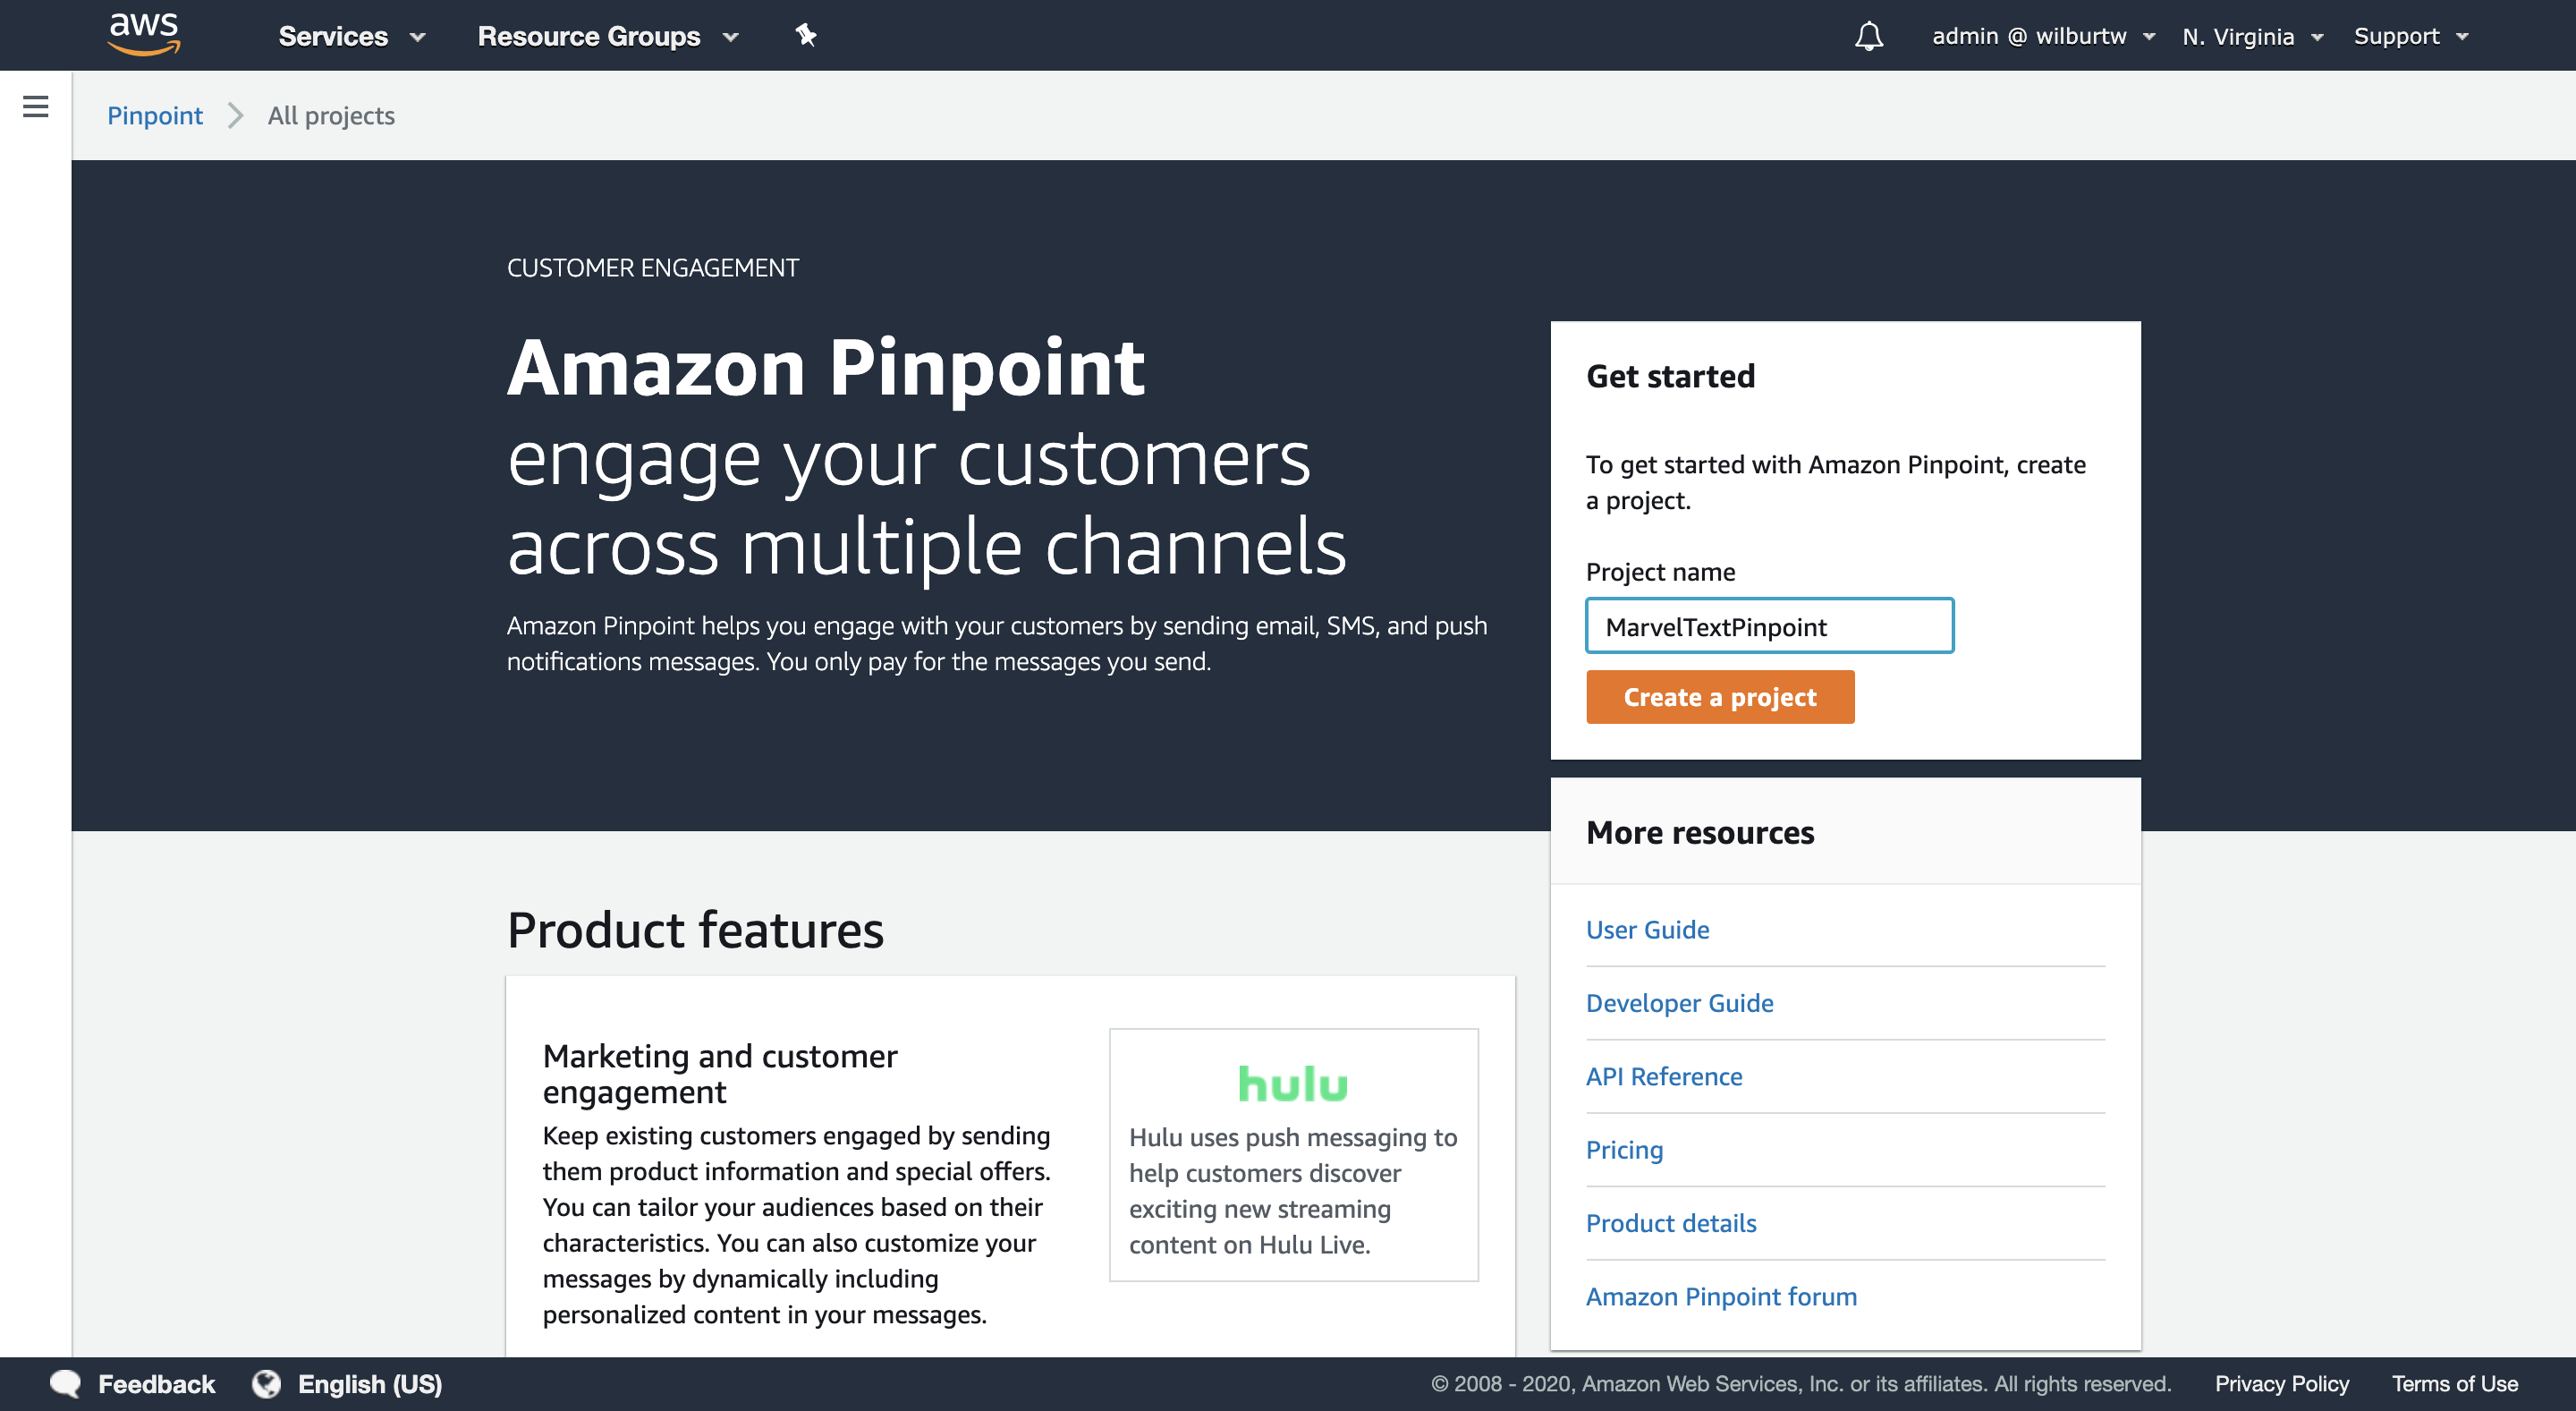 aws
Services
Resource Groups
admin @ wilburtw
N. Virginia
Support
Pinpoint
All projects
CUSTOMER ENGAGEMENT
Amazon Pinpoint
engage your customers
across multiple channels
Amazon Pinpoint helps you engage with your customers by sending email, SMS, and push
notifications messages. You only pay for the messages you send.
Get started
To get started with Amazon Pinpoint, create
a project.
Project name
MarvelTextPinpoint
Create a project
More resources
User Guide
Developer Guide
API Reference
Pricing
Product details
Amazon Pinpoint forum
Product features
Marketing and customer
engagement
Keep existing customers engaged by sending
them product information and special offers.
You can tailor your audiences based on their
characteristics. You can also customize your
messages by dynamically including
personalized content in your messages.
hulu
Hulu uses push messaging to
help customers discover
exciting new streaming
content on Hulu Live.
Feedback
English (US)
© 2008 - 2020, Amazon Web Services, Inc. or its affiliates. All rights reserved.
Privacy Policy
Terms of Use